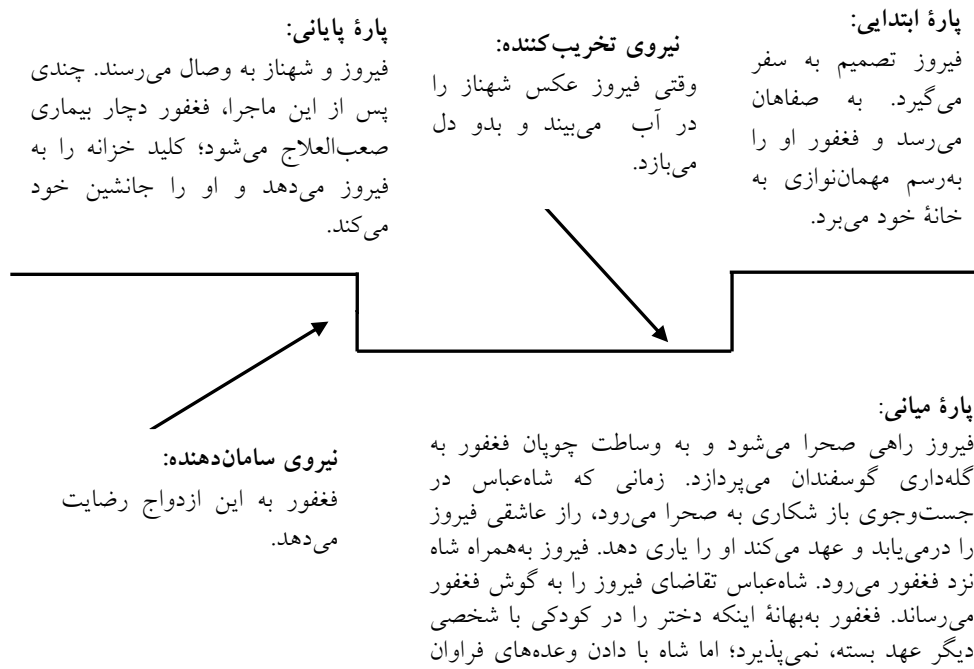 پارۀ ابتدایی:
فیروز تصمیم به سفر
می‌گیرد. به صفاهان
می‌رسد و فغفور او را
به‌رسم مهمان‌نوازی به
خانۀ خود می‌برد.
نیروی تخریب‌کننده:
وقتی فیروز عکس شهناز را
در آب می‌بیند و بدو دل
می‌بازد.
پارۀ پایانی:
فیروز و شهناز به وصال می‌رسند. چندی
پس از این ماجرا، فغفور دچار بیماری
صعب‌العلاج می‌شود؛ کلید خزانه را به
فیروز می‌دهد و او را جانشین خود
می‌کند.
پارۀ میانی:
فیروز راهی صحرا می‌شود و به وساطت چوپان فغفور به
گله‌داری گوسفندان می‌پردازد. زمانی که شاه‌عباس در
جست‌وجوی باز شکاری به صحرا می‌رود، راز عاشقی فیروز
را درمی‌یابد و عهد می‌کند او را یاری دهد. فیروز به‌همراه شاه
نزد فغفور می‌رود. شاه‌عباس تقاضای فیروز را به گوش فغفور
می‌رساند. فغفور به‌بهانۀ اینکه دختر را در کودکی با شخصی
دیگر عهد بسته، نمی‌پذیرد؛ اما شاه با دادن وعده‌های فراوان
نیروی سامان‌دهنده:
فغفور به این ازدواج رضایت
می‌دهد.